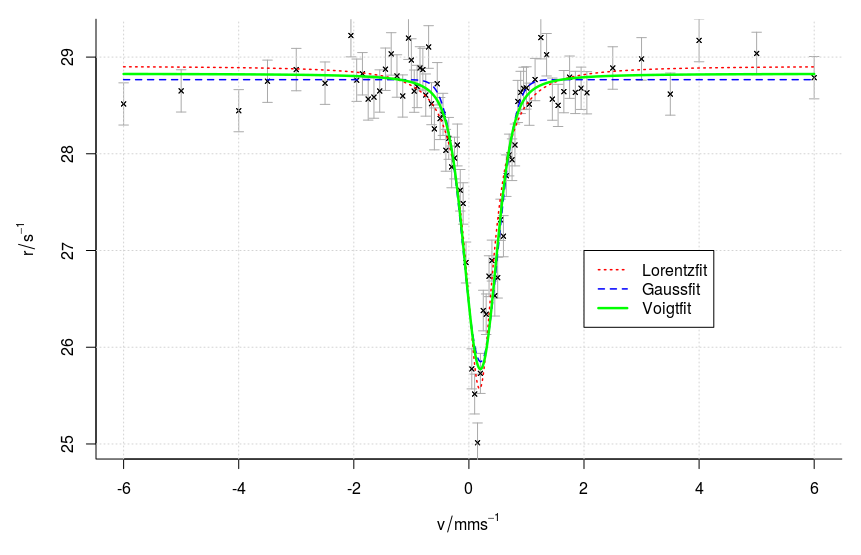 29
28
27
26
25
r/s⁻¹
-6 -4 -2 0 2 4 6
v/mms⁻¹
Lorentzfit
Gaussfit
Voigtfit